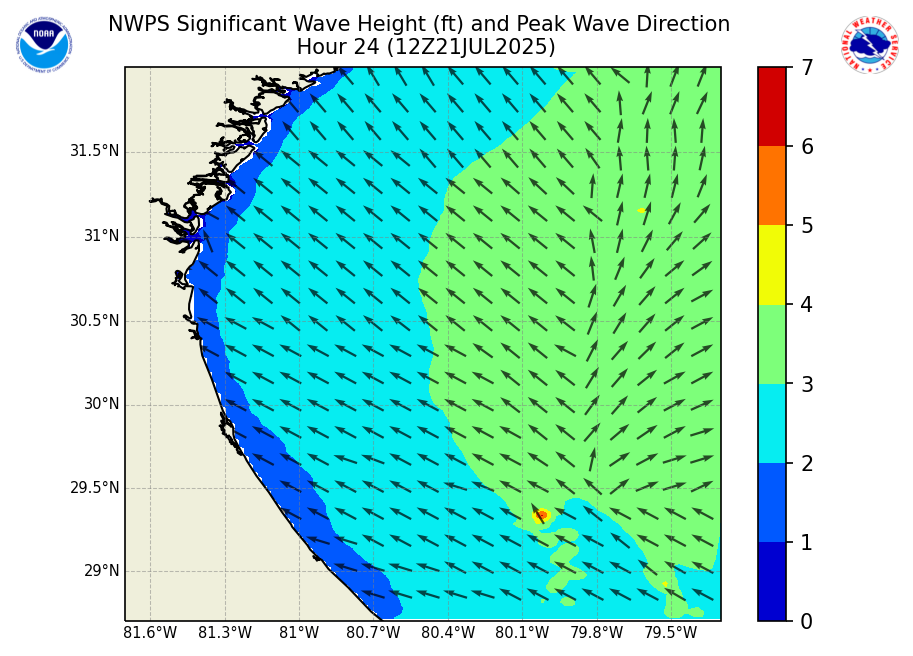 NWPS Significant Wave Height (ft) and Peak Wave Direction
Hour 24 (12Z21JUL2025)
NOAA
NATIONAL WEATHER SERVICE
31.5°N
31°N
30.5°N
30°N
29.5°N
29°N
81.6°W 81.3°W 81°W 80.7°W 80.4°W 80.1°W 79.8°W 79.5°W
7
6
5
4
3
2
1
0